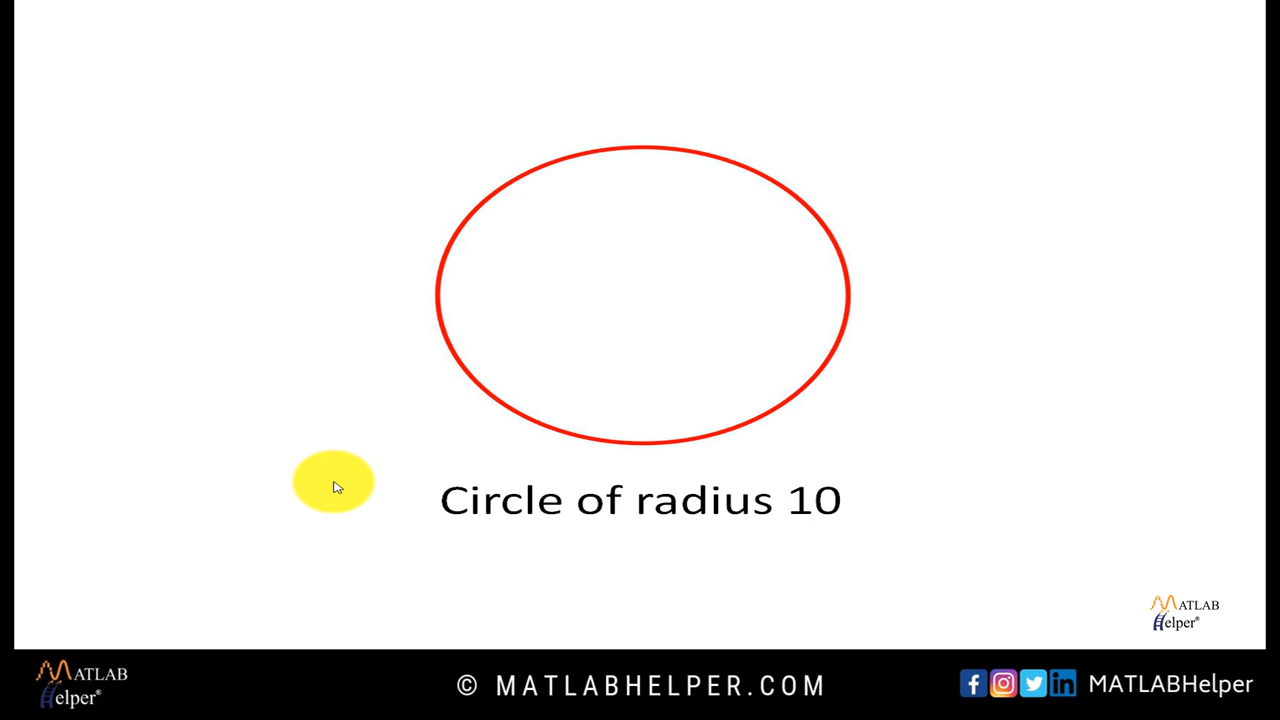 Circle of radius 10
MATLAB
Helper®
MATLAB
Helper®
© MATLABHELPER.COM
MATLABHelper